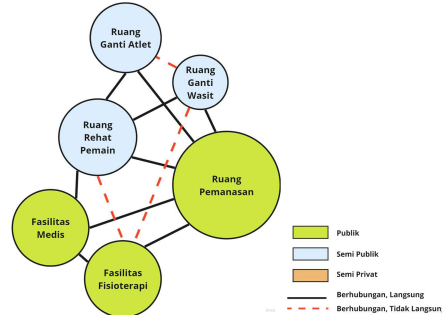 Ruang
Ganti Atlet
Ruang
Ganti
Wasit
Ruang
Rehat
Pemain
Ruang
Pemanasan
Fasilitas
Medis
Fasilitas
Fisioterapi
Publik
Semi Publik
Semi Privat
Berhubungan, Langsung
Berhubungan, Tidak Langsun